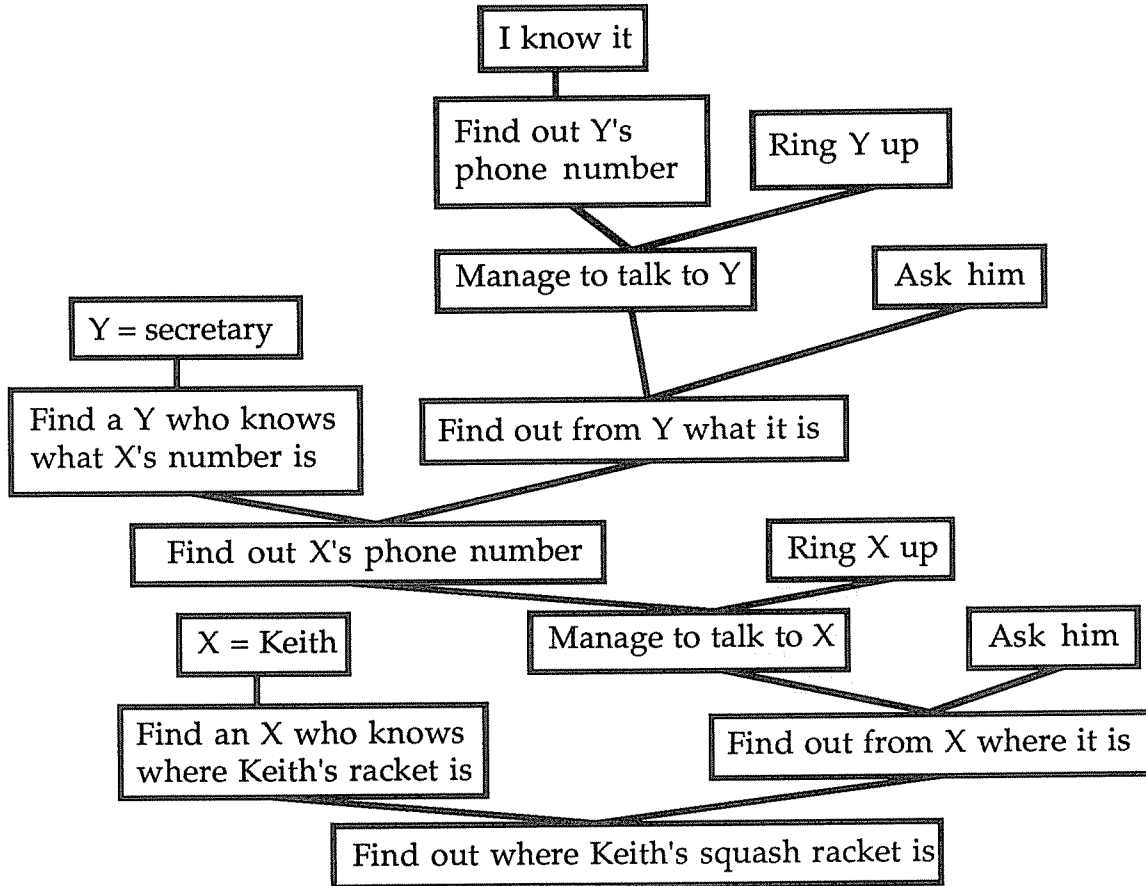 I know it
Find out Y's
phone number
Ring Y up
Manage to talk to Y
Ask him
Y = secretary
Find a Y who knows
what X's number is
Find out from Y what it is
Find out X's phone number
Ring X up
X = Keith
Manage to talk to X
Ask him
Find an X who knows
where Keith's racket is
Find out from X where it is
Find out where Keith's squash racket is